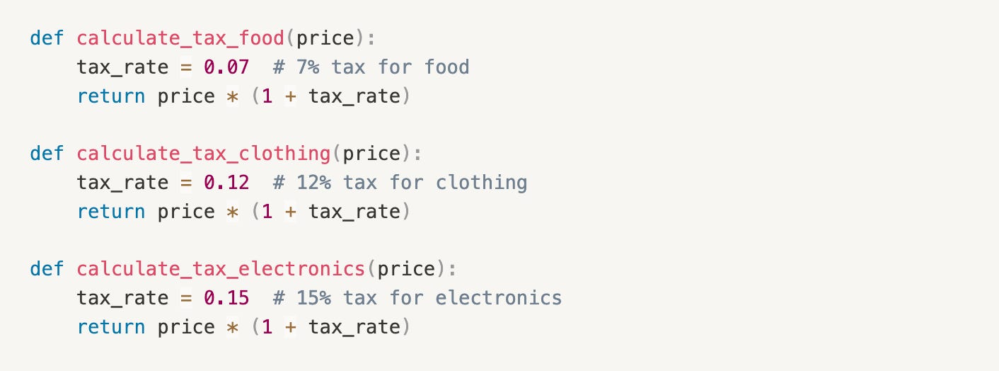 def calculate_tax_food(price):
    tax_rate = 0.07  # 7% tax for food
    return price * (1 + tax_rate)

def calculate_tax_clothing(price):
    tax_rate = 0.12  # 12% tax for clothing
    return price * (1 + tax_rate)

def calculate_tax_electronics(price):
    tax_rate = 0.15  # 15% tax for electronics
    return price * (1 + tax_rate)